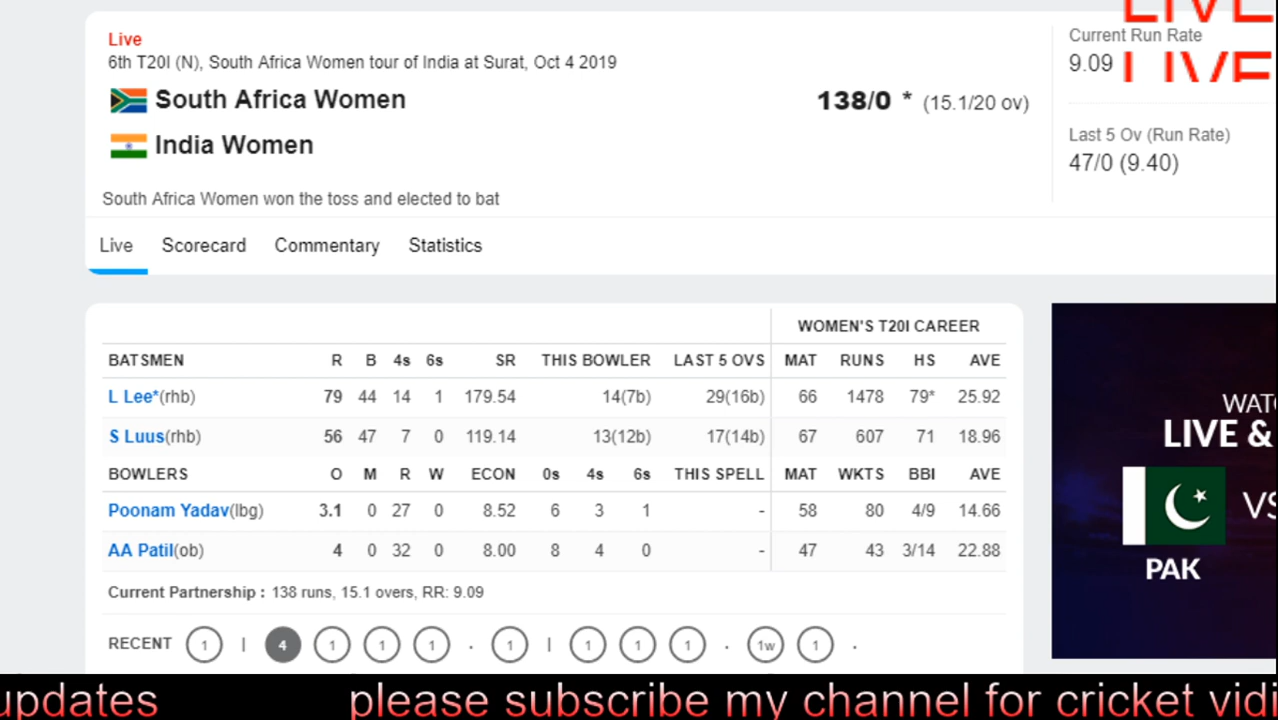 LIVE
Live
Current Run Rate
6th T20I (N), South Africa Women tour of India at Surat, Oct 4 2019
9.09 LIVE
South Africa Women 138/0 * (15.1/20 ov)
Last 5 Ov (Run Rate)
India Women
47/0 (9.40)
South Africa Women won the toss and elected to bat
Live Scorecard Commentary Statistics
WOMEN'S T20I CAREER
BATSMEN R B 4s 6s SR THIS BOWLER LAST 5 OVS MAT RUNS HS AVE
L Lee*(rhb) 79 44 14 1 179.54 14(7b) 29(16b) 66 1478 79* 25.92
S Luus(rhb) 56 47 7 0 119.14 13(12b) 17(14b) 67 607 71 18.96
BOWLERS O M R W ECON 0s 4s 6s THIS SPELL MAT WKTS BBI AVE
Poonam Yadav(lbg) 3.1 0 27 0 8.52 6 3 1 - 58 80 4/9 14.66
AA Patil(ob) 4 0 32 0 8.00 8 4 0 - 47 43 3/14 22.88
Current Partnership : 138 runs, 15.1 overs, RR: 9.09
RECENT 1 | 4 1 1 1 . 1 | 1 1 1 . 1w 1 .
WAT
LIVE &
VS
PAK
updates please subscribe my channel for cricket vidi